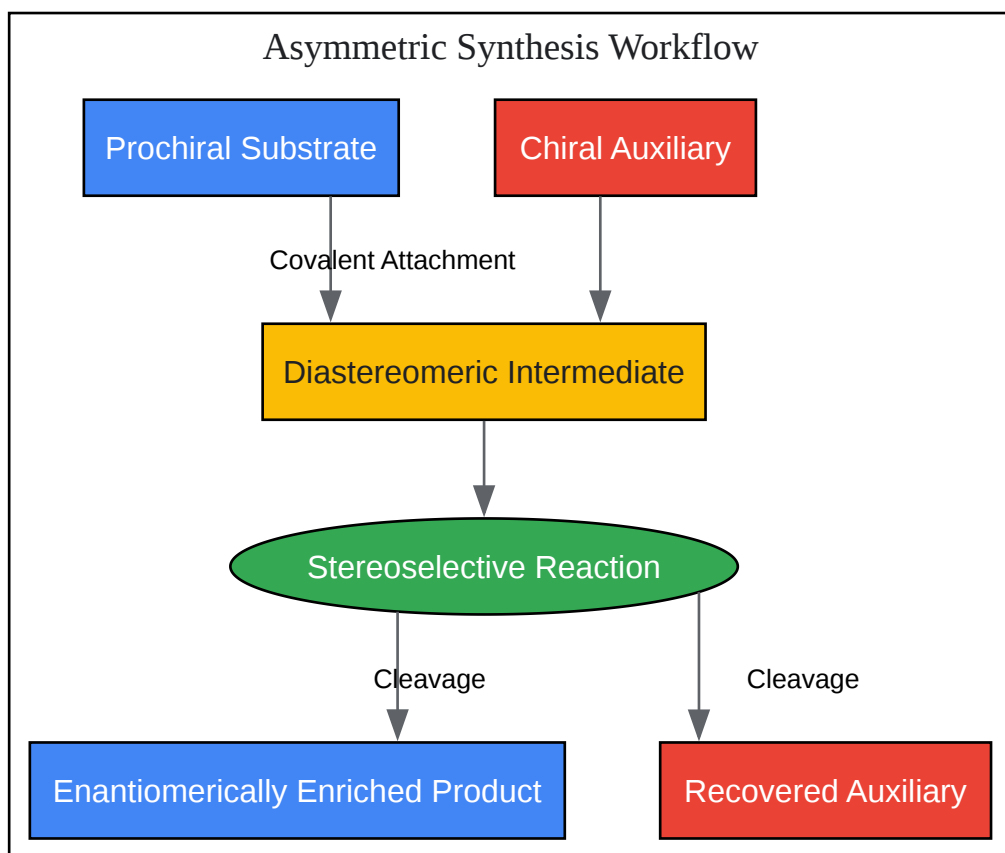 Asymmetric Synthesis Workflow
Prochiral Substrate
Chiral Auxiliary
Covalent Attachment
Diastereomeric Intermediate
Stereoselective Reaction
Cleavage
Cleavage
Enantiomerically Enriched Product
Recovered Auxiliary